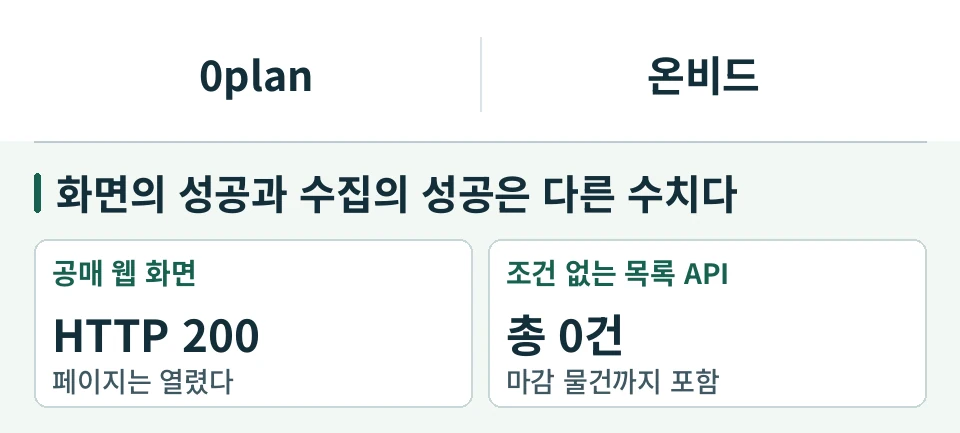 0plan
온비드
화면의 성공과 수집의 성공은 다른 수치다
공매 웹 화면
HTTP 200
페이지는 열렸다
조건 없는 목록 API
총 0건
마감 물건까지 포함